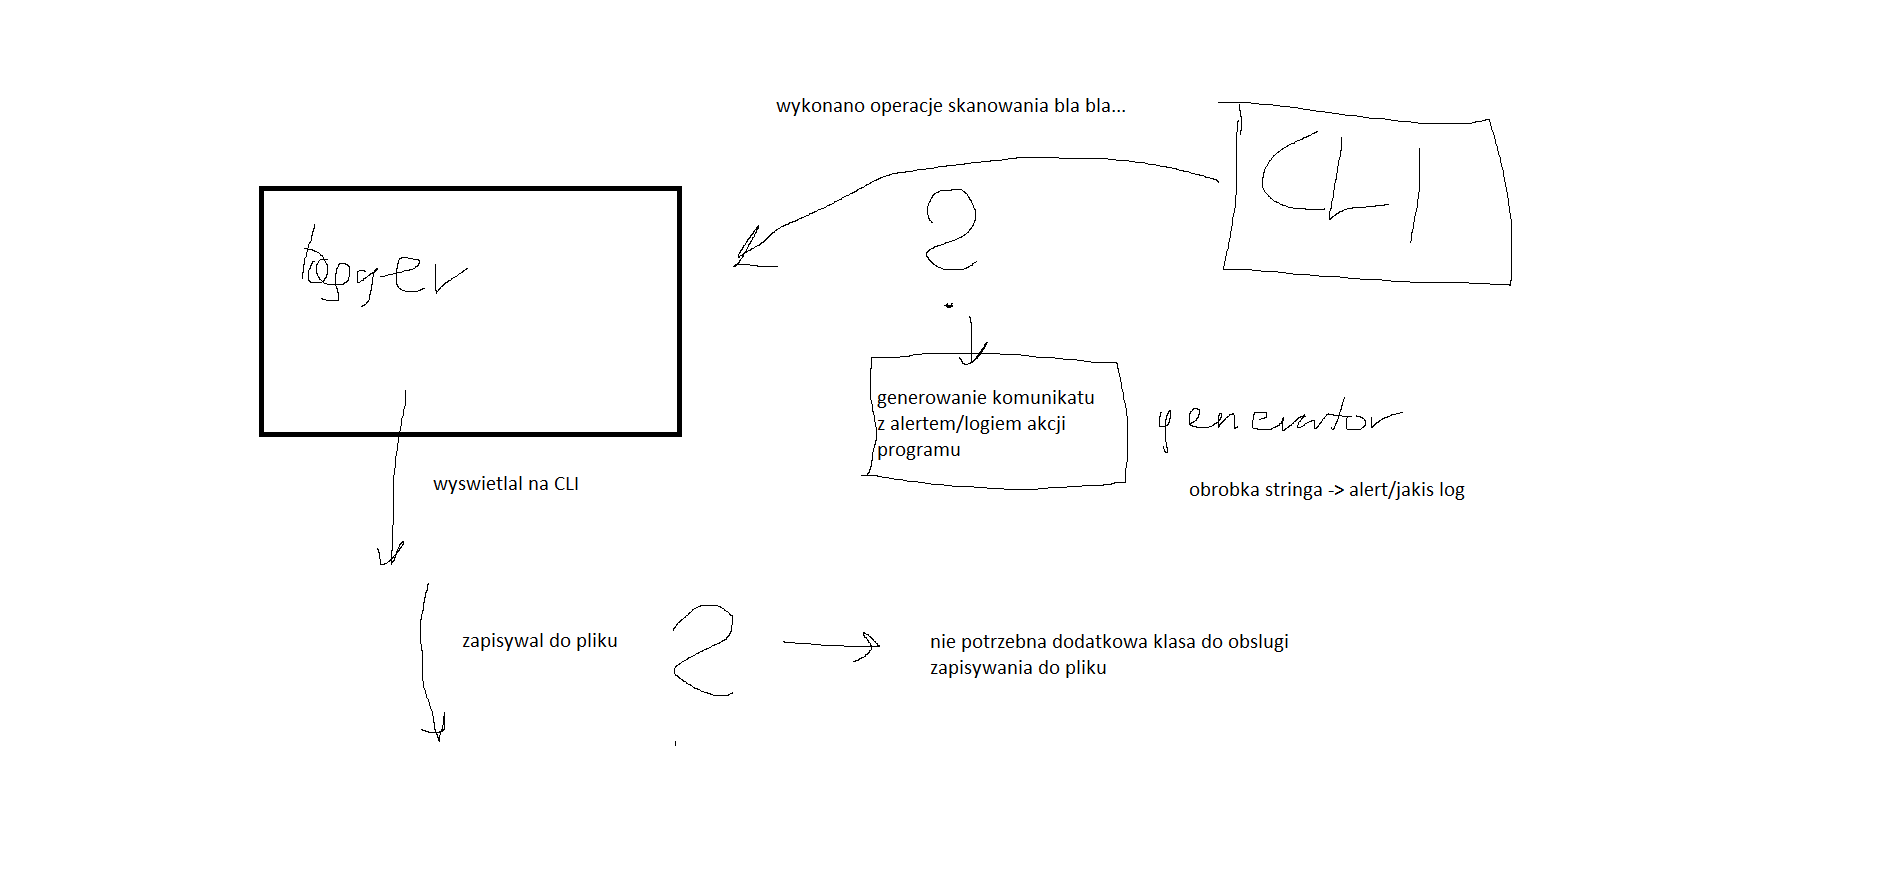 wykonano operacje skanowania bla bla...
CLI
logger
?
generowanie komunikatu
z alertem/logiem akcji
programu
generator
obrobka stringa -> alert/jakis log
wyswietlal na CLI
zapisywal do pliku
?
nie potrzebna dodatkowa klasa do obslugi
zapisywania do pliku